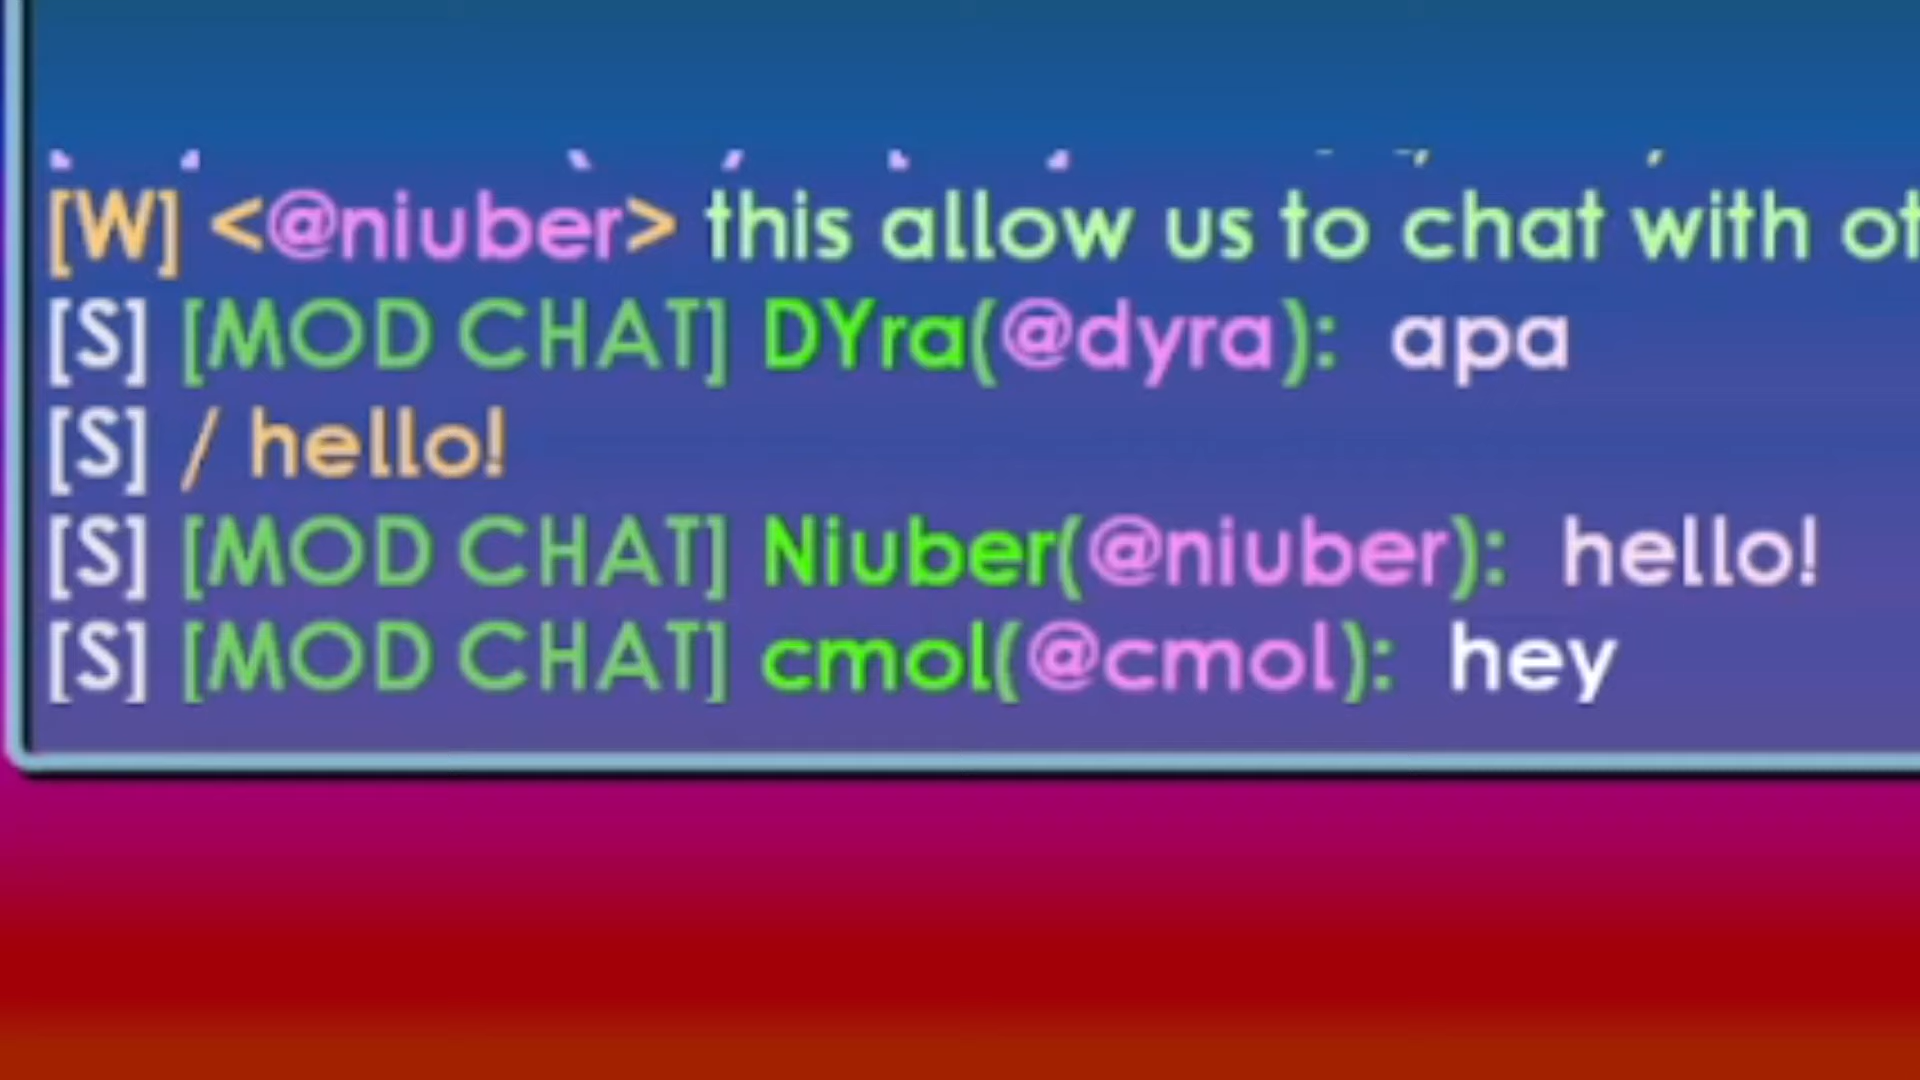 [W] <@niuber> this allow us to chat with
[S] [MOD CHAT] DYra(@dyra): apa
[S] / hello!
[S] [MOD CHAT] Niuber(@niuber): hello!
[S] [MOD CHAT] cmol(@cmol): hey